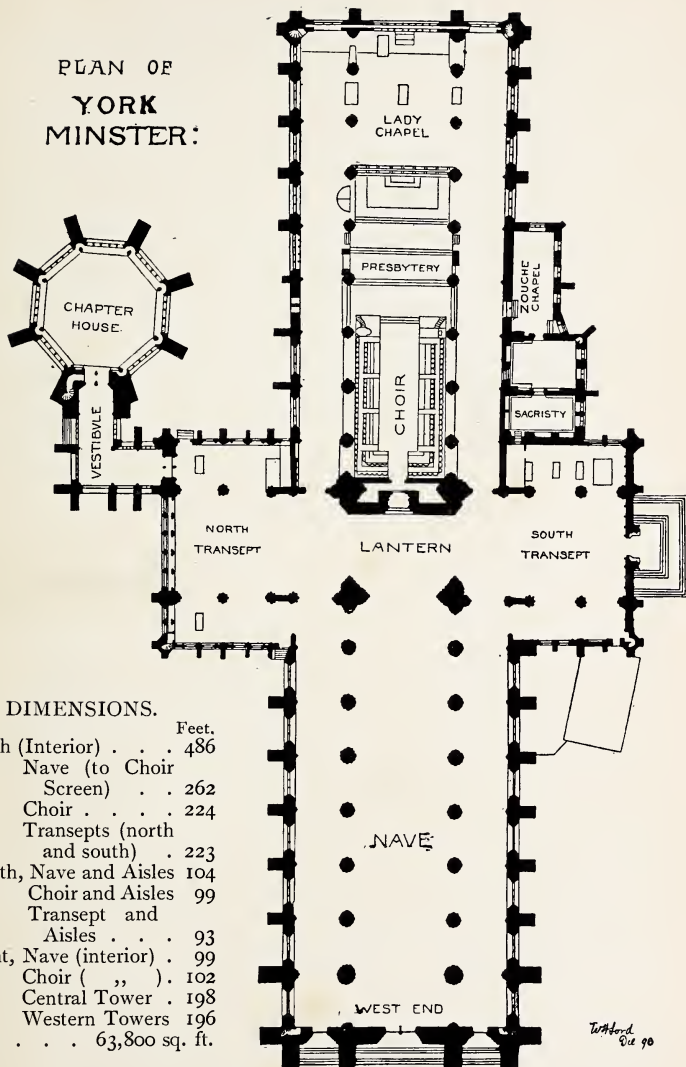 PLAN OF
YORK
MINSTER:
LADY
CHAPEL
PRESBYTERY
ZOUCHE
CHAPEL
CHAPTER
HOUSE.
CHOIR
SACRISTY
VESTIBVLE
NORTH
TRANSEPT
LANTERN
SOUTH
TRANSEPT
NAVE
WEST END
DIMENSIONS.
Feet.
h (Interior) . . . 486
Nave (to Choir
Screen) . . 262
Choir . . . . 224
Transepts (north
and south) . 223
th, Nave and Aisles 104
Choir and Aisles 99
Transept and
Aisles . . . 93
t, Nave (interior) . 99
Choir ( ,, ) . 102
Central Tower . 198
Western Towers 196
. . . 63,800 sq. ft.